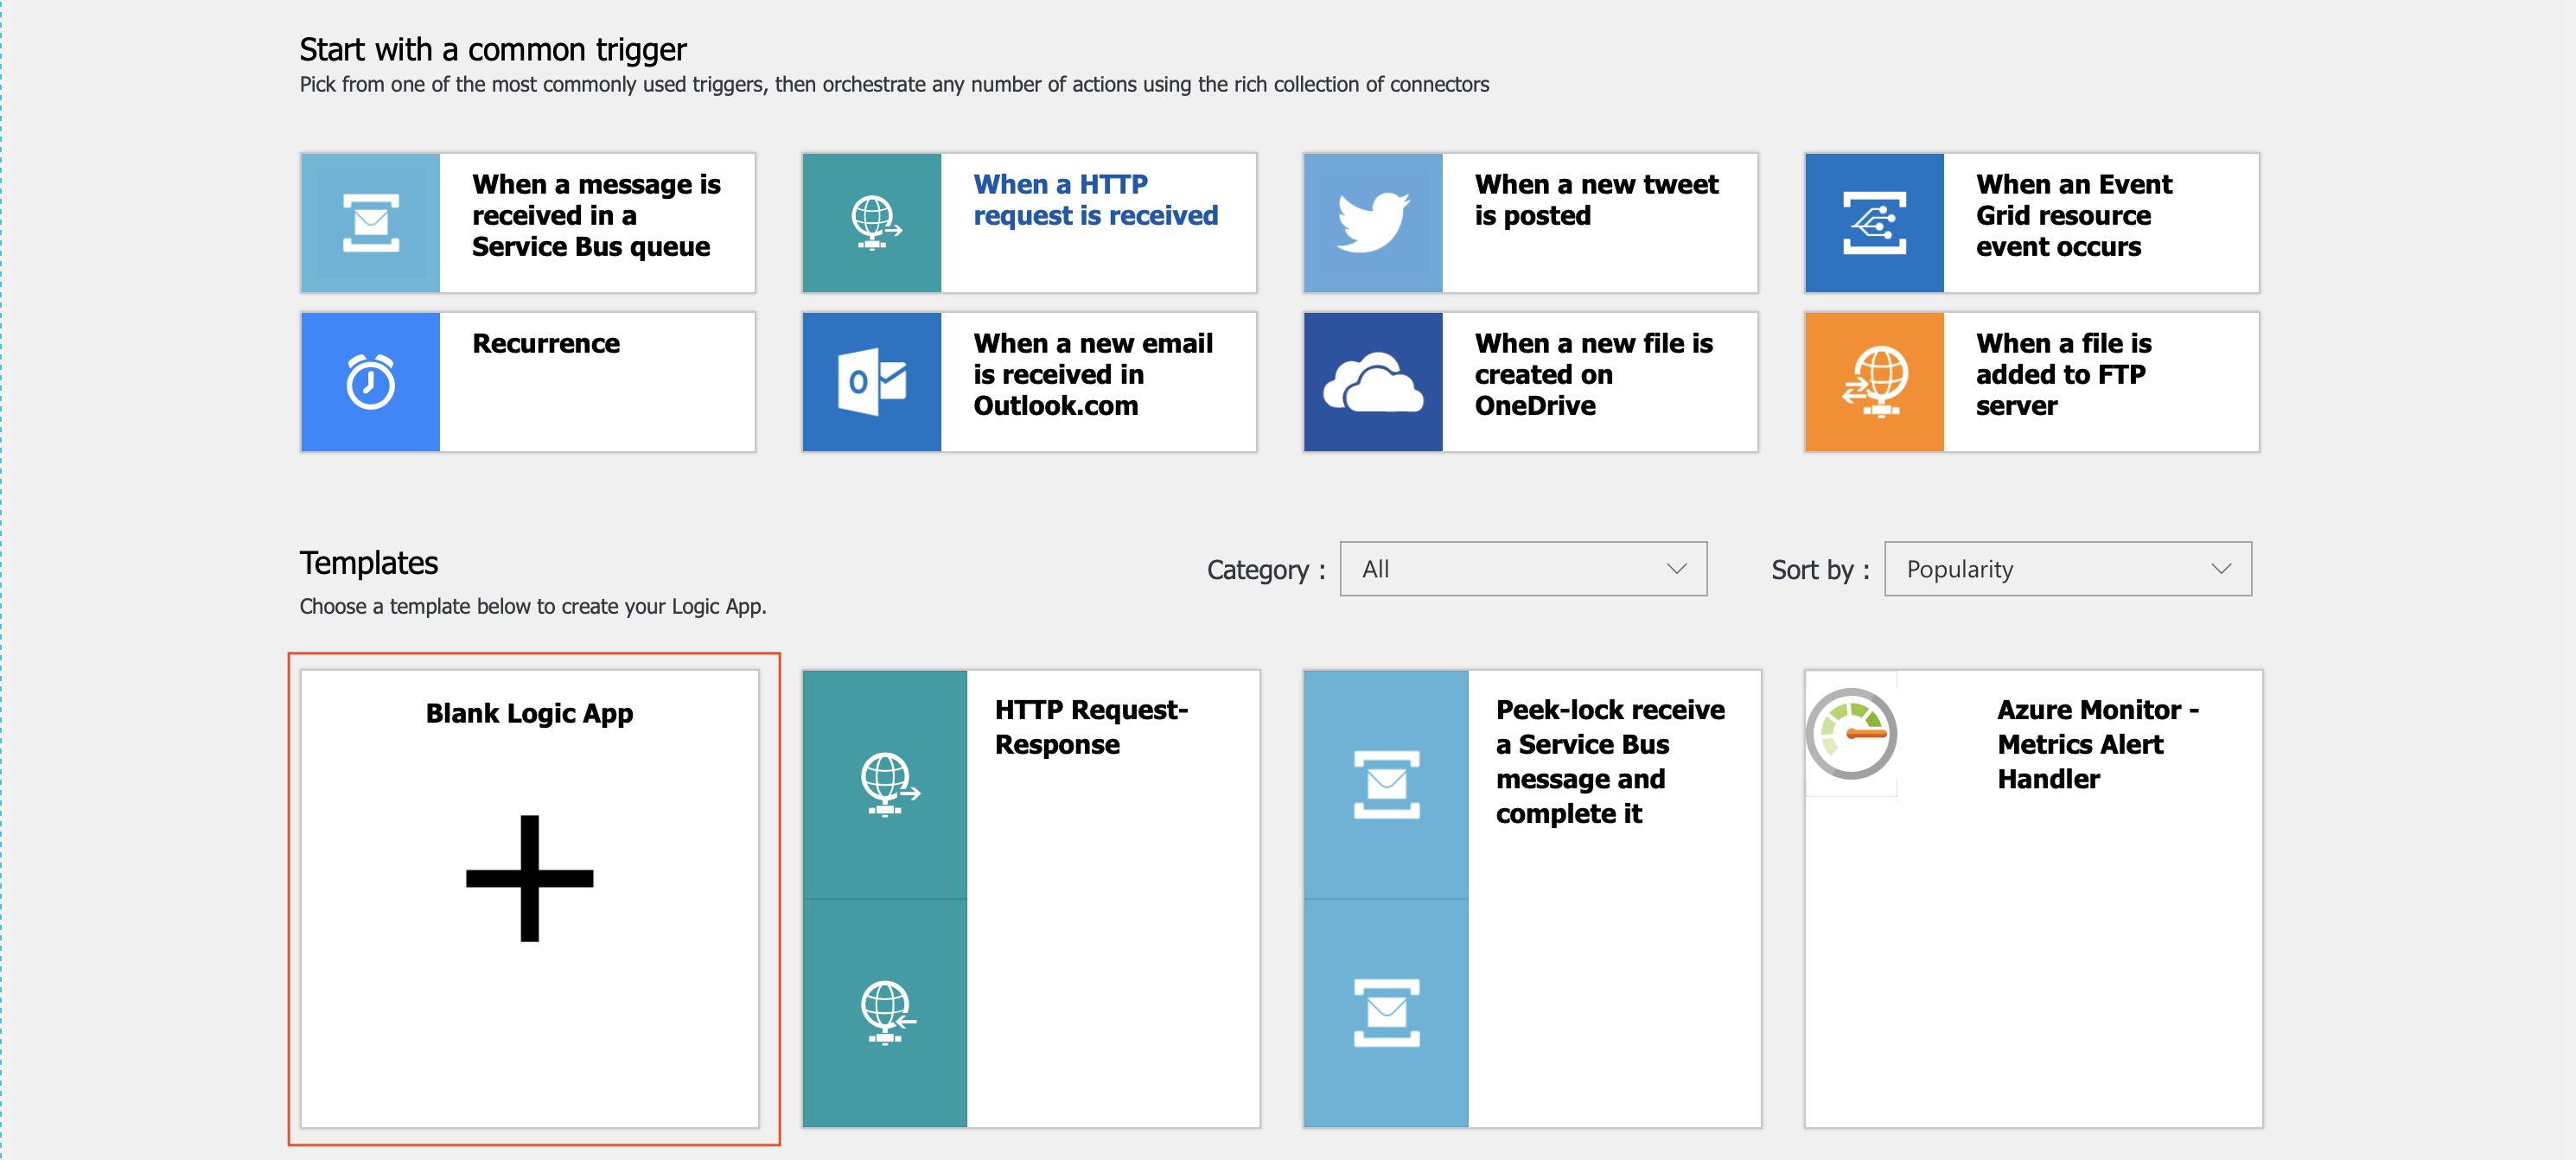 Start with a common trigger
Pick from one of the most commonly used triggers, then orchestrate any number of actions using the rich collection of connectors
When a message is
received in a
Service Bus queue
When a HTTP
request is received
When a new tweet
is posted
When an Event
Grid resource
event occurs
Recurrence
When a new email
is received in
Outlook.com
When a new file is
created on
OneDrive
When a file is
added to FTP
server
Templates
Choose a template below to create your Logic App.
Category :
All
Sort by :
Popularity
Blank Logic App
HTTP Request-
Response
Peek-lock receive
a Service Bus
message and
complete it
Azure Monitor -
Metrics Alert
Handler